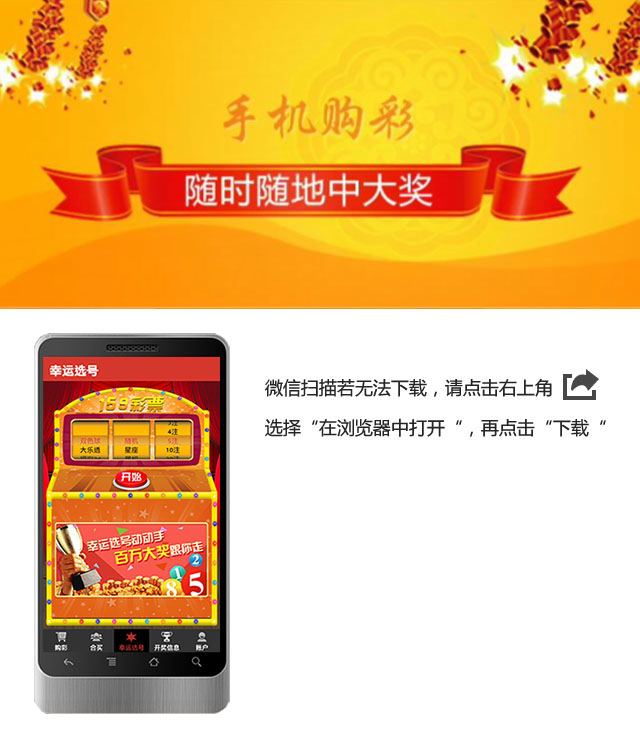 手机购彩
随时随地中大奖
幸运选号
159彩票
3注
4注
双色球 随机 5注
大乐透 星座 10注
开始
幸运选号动动手
百万大奖跟你走
1 2
8 5
购彩 合买 幸运选号 开奖信息 账户
微信扫描若无法下载，请点击右上角
选择“在浏览器中打开“，再点击“下载“